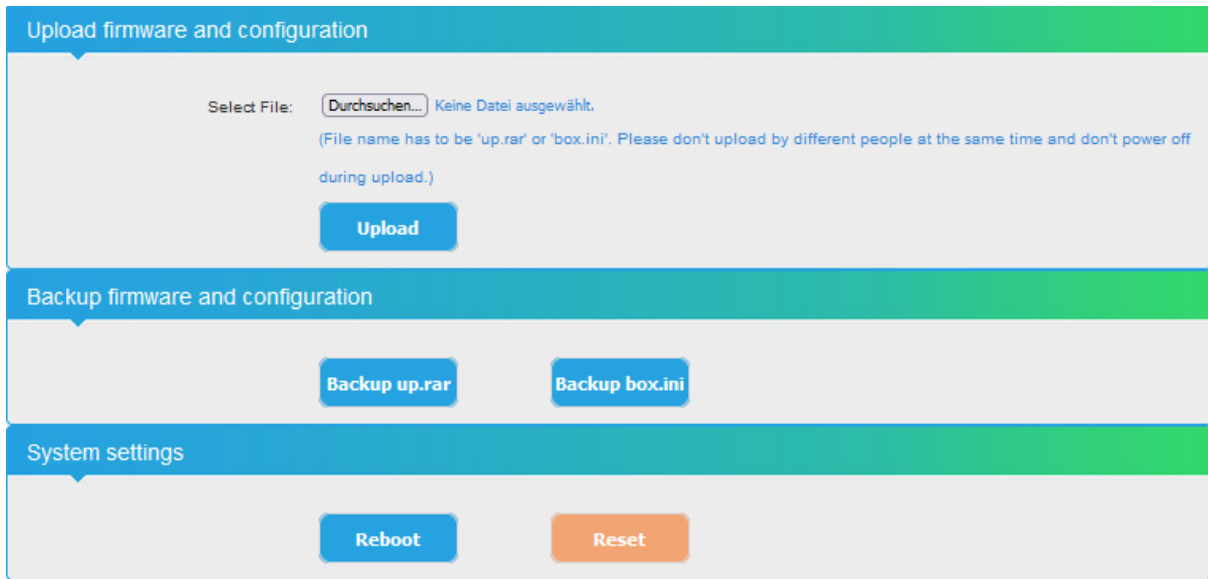 Upload firmware and configuration
Select File: Durchsuchen... Keine Datei ausgewählt.
(File name has to be 'up.rar' or 'box.ini'. Please don't upload by different people at the same time and don't power off
during upload.)
Upload
Backup firmware and configuration
Backup up.rar Backup box.ini
System settings
Reboot Reset